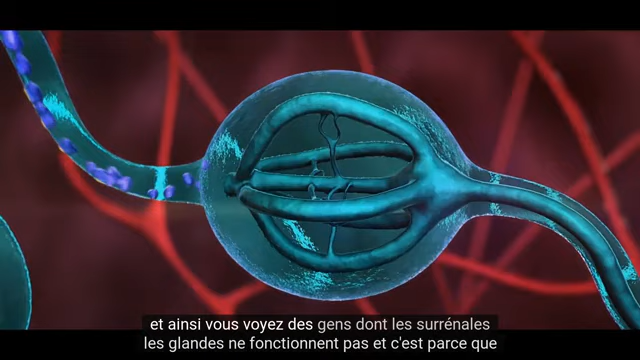 et ainsi vous voyez des gens dont les surrénales
les glandes ne fonctionnent pas et c'est parce que